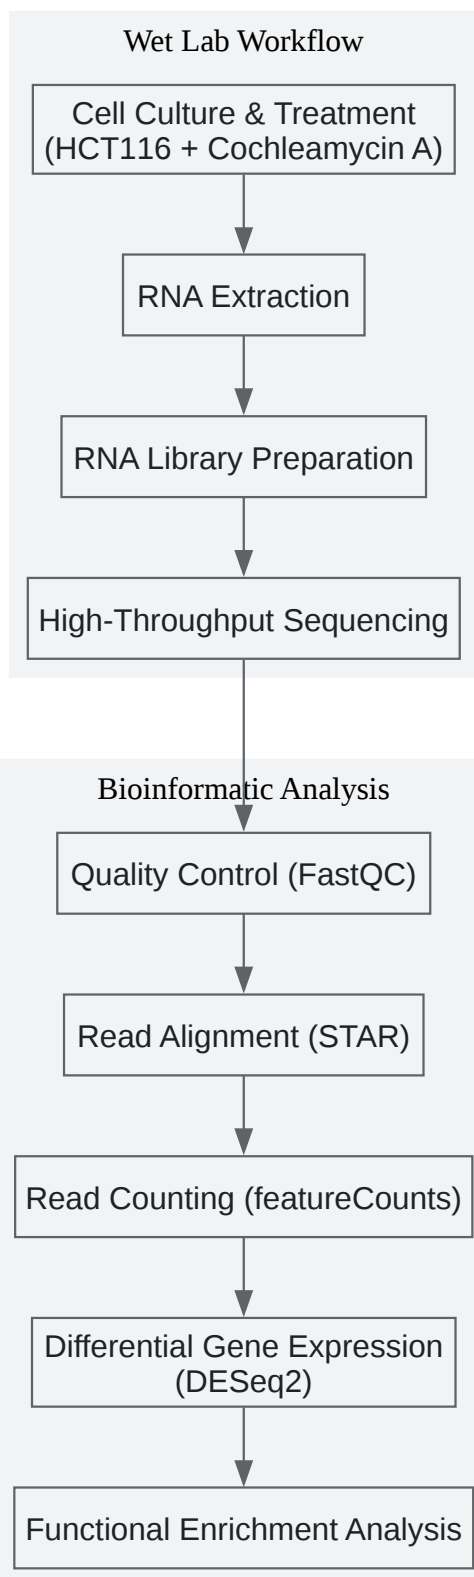 Wet Lab Workflow
Cell Culture & Treatment
(HCT116 + Cochleamycin A)
RNA Extraction
RNA Library Preparation
High-Throughput Sequencing
Bioinformatic Analysis
Quality Control (FastQC)
Read Alignment (STAR)
Read Counting (featureCounts)
Differential Gene Expression
(DESeq2)
Functional Enrichment Analysis